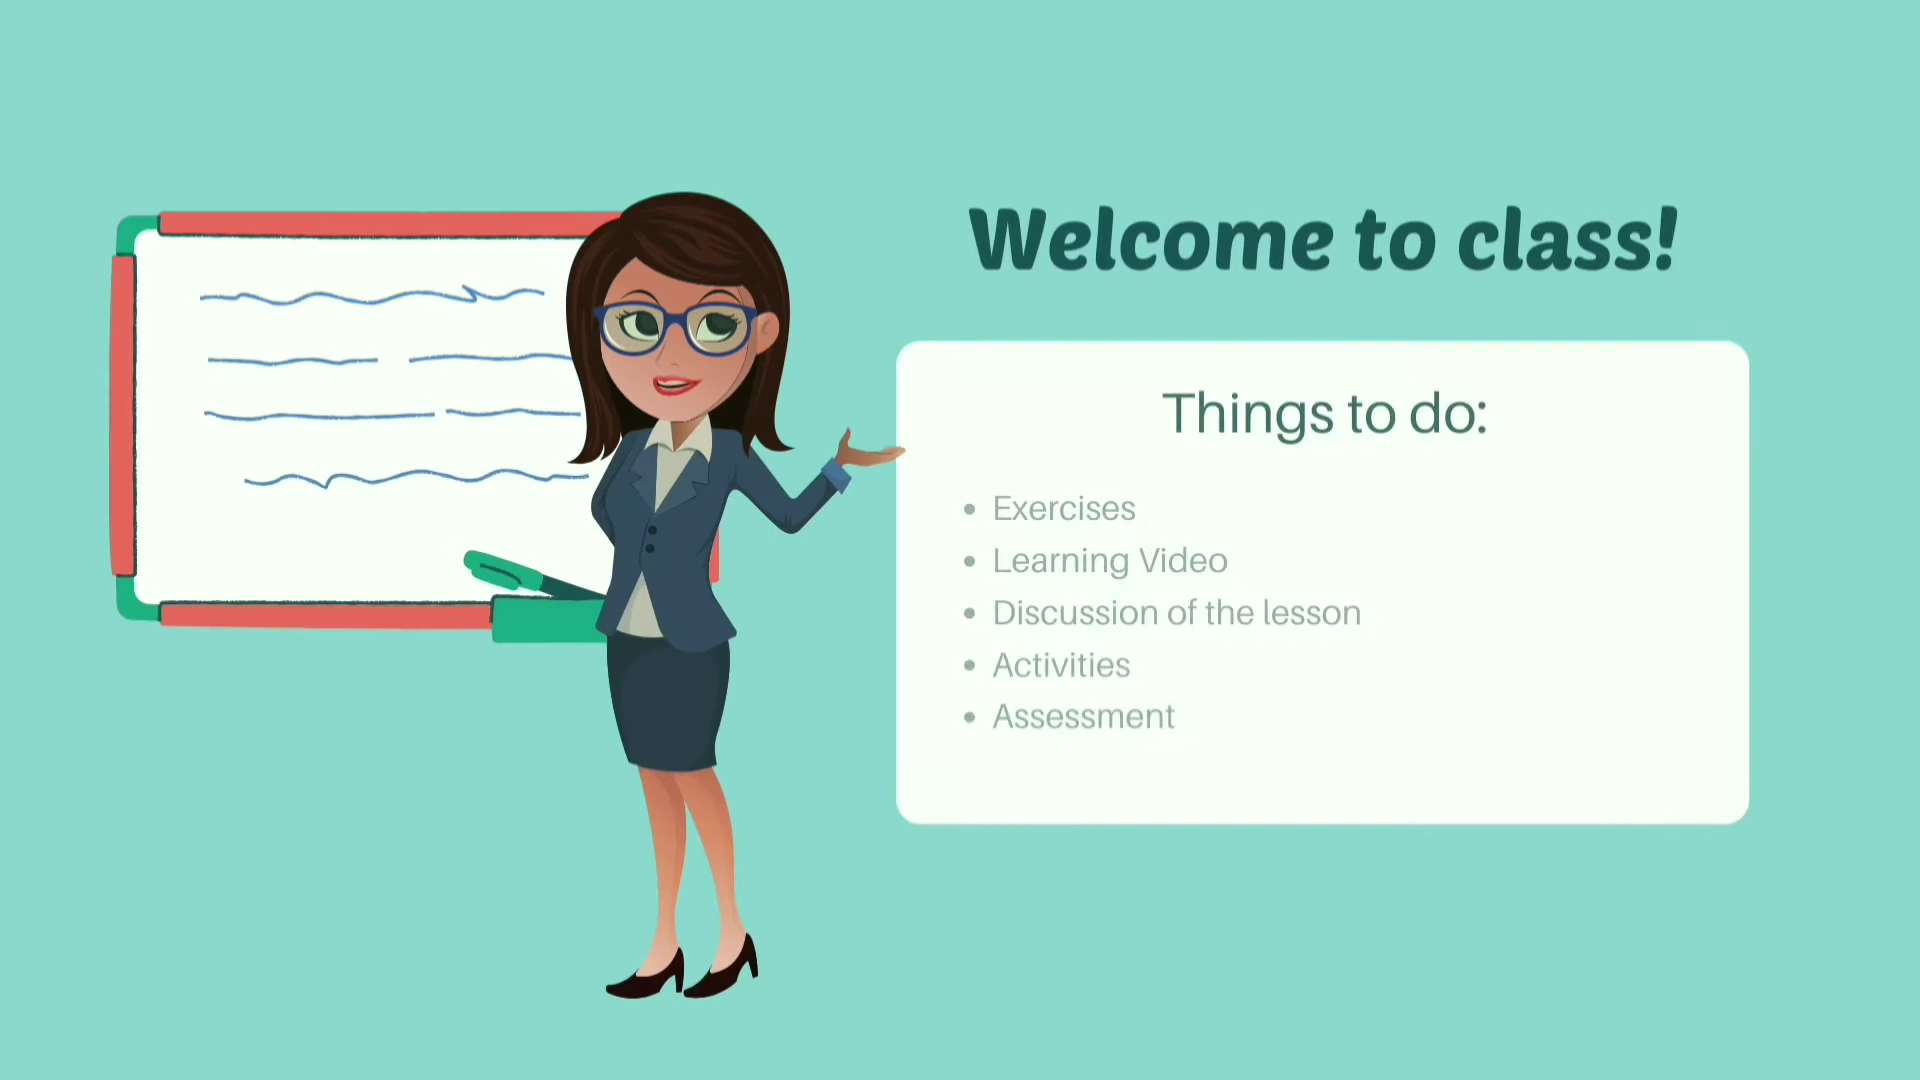 Welcome to class!
Things to do:
• Exercises
• Learning Video
• Discussion of the lesson
• Activities
• Assessment